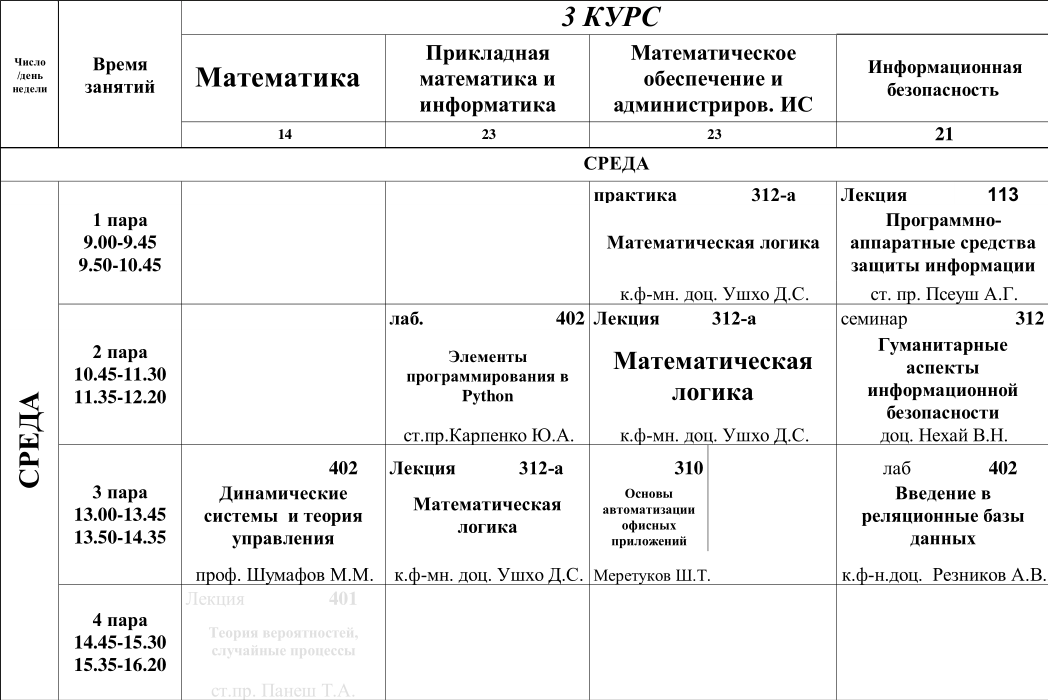 3 КУРС
Число
/день
недели
Время
занятий
Математика
Прикладная
математика и
информатика
Математическое
обеспечение и
администриров. ИС
Информационная
безопасность
14
23
23
21
СРЕДА
СРЕДА
1 пара
9.00-9.45
9.50-10.45
практика 312-а
Математическая логика
к.ф-мн. доц. Ушхо Д.С.
Лекция 113
Программно-
аппаратные средства
защиты информации
ст. пр. Псеуш А.Г.
2 пара
10.45-11.30
11.35-12.20
лаб. 402
Элементы
программирования в
Python
ст.пр.Карпенко Ю.А.
Лекция 312-а
Математическая
логика
к.ф-мн. доц. Ушхо Д.С.
семинар 312
Гуманитарные
аспекты
информационной
безопасности
доц. Нехай В.Н.
3 пара
13.00-13.45
13.50-14.35
402
Динамические
системы и теория
управления
проф. Шумафов М.М.
Лекция 312-а
Математическая
логика
к.ф-мн. доц. Ушхо Д.С.
310
Основы
автоматизации
офисных
приложений
Меретуков Ш.Т.
лаб 402
Введение в
реляционные базы
данных
к.ф-н.доц. Резников А.В.
4 пара
14.45-15.30
15.35-16.20
Лекция 401
Теория вероятностей,
случайные процессы
ст.пр. Панеш Т.А.